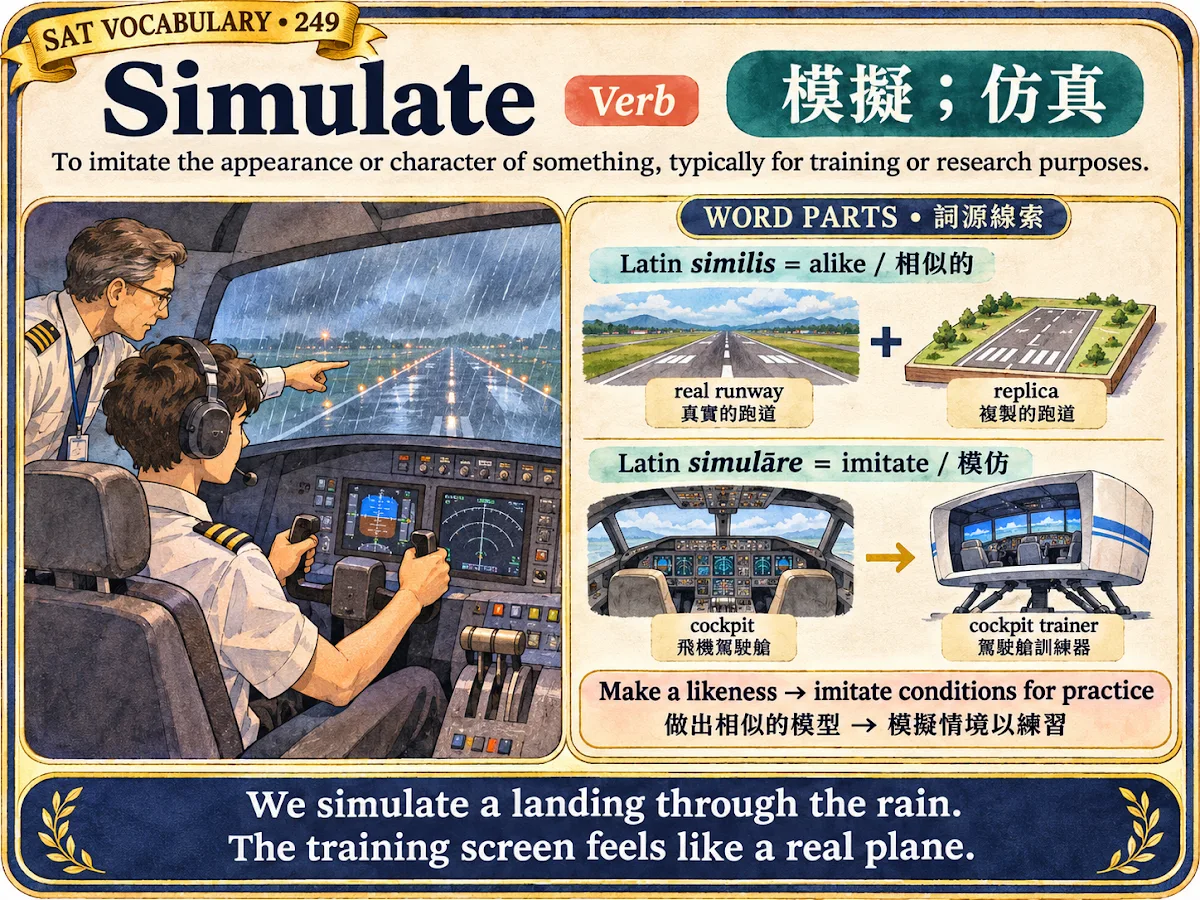 SAT VOCABULARY • 249
Simulate
Verb
模擬；仿真
To imitate the appearance or character of something, typically for training or research purposes.
WORD PARTS • 詞源線索
Latin similis = alike / 相似的
+
real runway
真實的跑道
replica
複製的跑道
Latin simulāre = imitate / 模仿
→
cockpit
飛機駕駛艙
cockpit trainer
駕駛艙訓練器
Make a likeness → imitate conditions for practice
做出相似的模型 → 模擬情境以練習
We simulate a landing through the rain.
The training screen feels like a real plane.